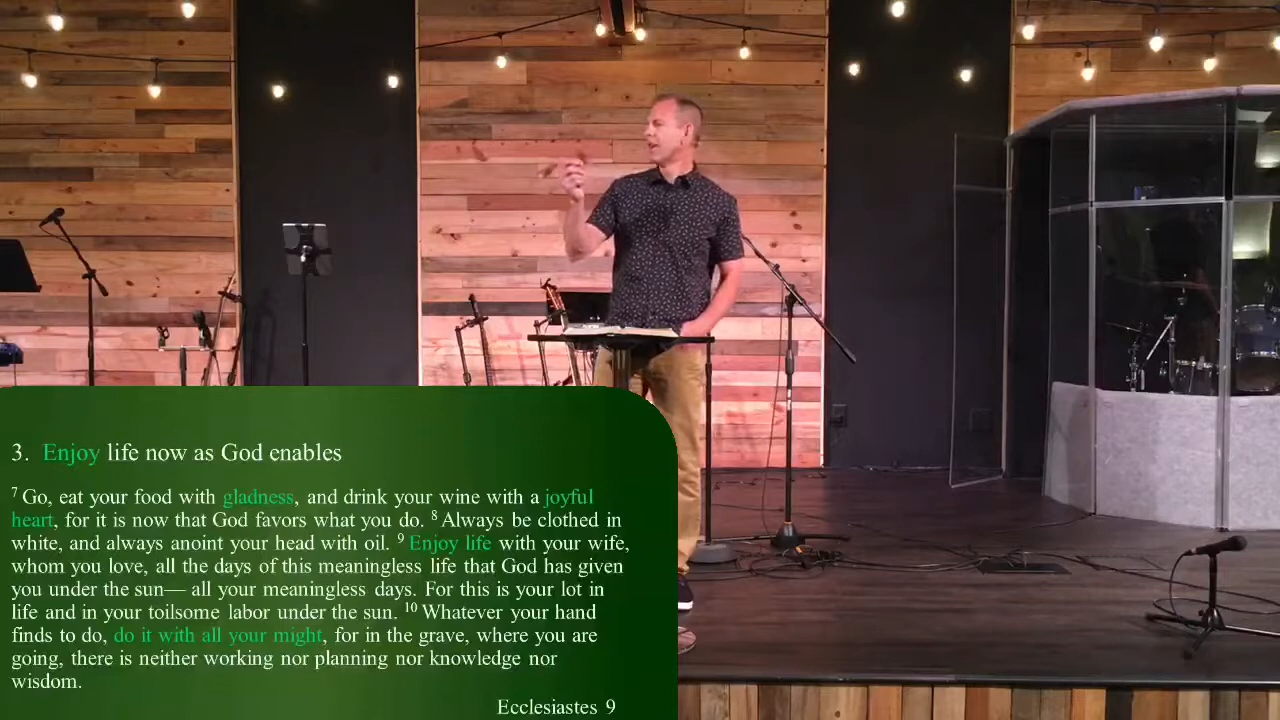 3. Enjoy life now as God enables
7 Go, eat your food with gladness, and drink your wine with a joyful
heart, for it is now that God favors what you do. 8 Always be clothed in
white, and always anoint your head with oil. 9 Enjoy life with your wife,
whom you love, all the days of this meaningless life that God has given
you under the sun— all your meaningless days. For this is your lot in
life and in your toilsome labor under the sun. 10 Whatever your hand
finds to do, do it with all your might, for in the grave, where you are
going, there is neither working nor planning nor knowledge nor
wisdom.
Ecclesiastes 9